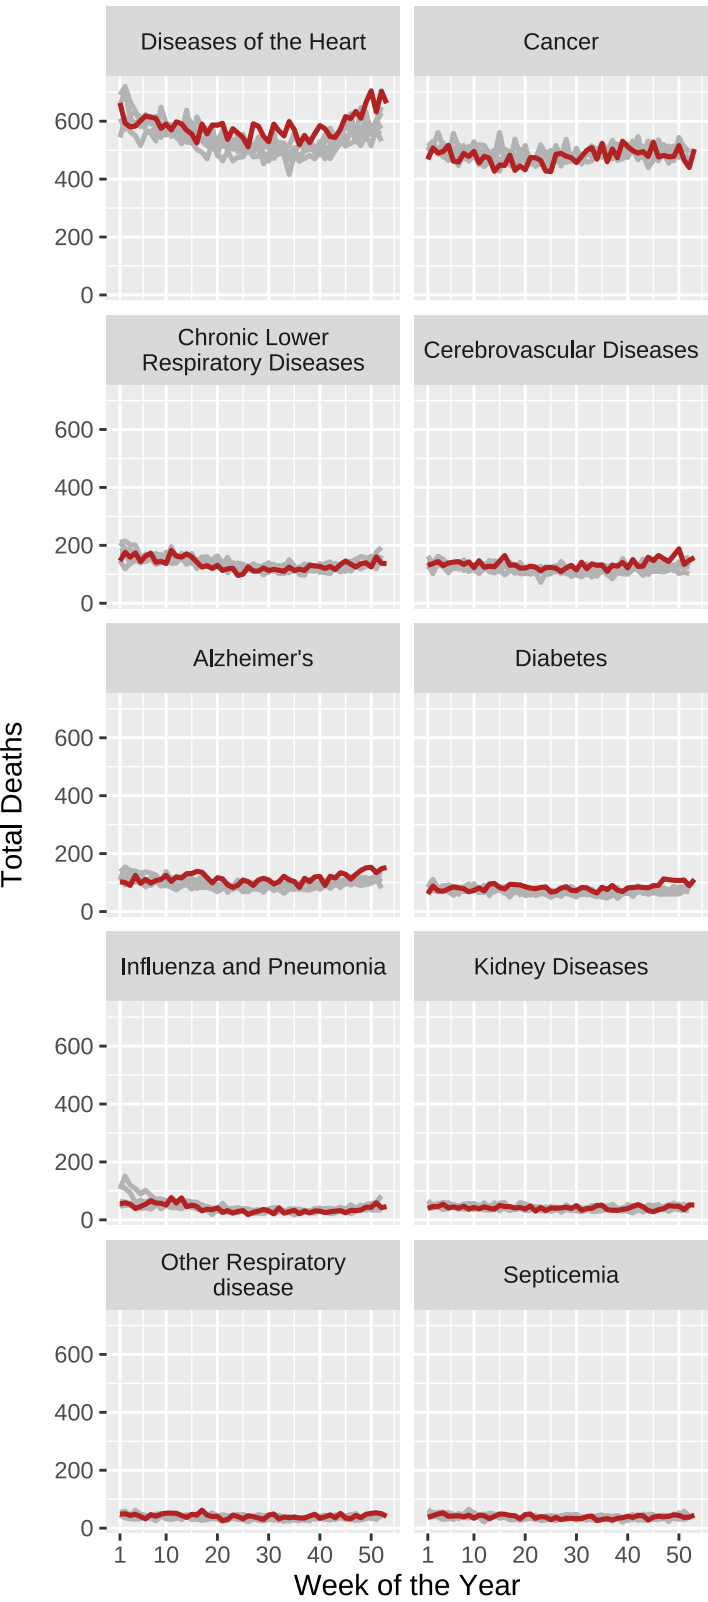 Diseases of the Heart
Cancer
600
400
200
0
Chronic Lower
Respiratory Diseases
Cerebrovascular Diseases
600
400
200
0
Alzheimer's
Diabetes
600
400
200
0
Influenza and Pneumonia
Kidney Diseases
600
400
200
0
Other Respiratory
disease
Septicemia
600
400
200
0
1 10 20 30 40 50
1 10 20 30 40 50
Week of the Year
Total Deaths